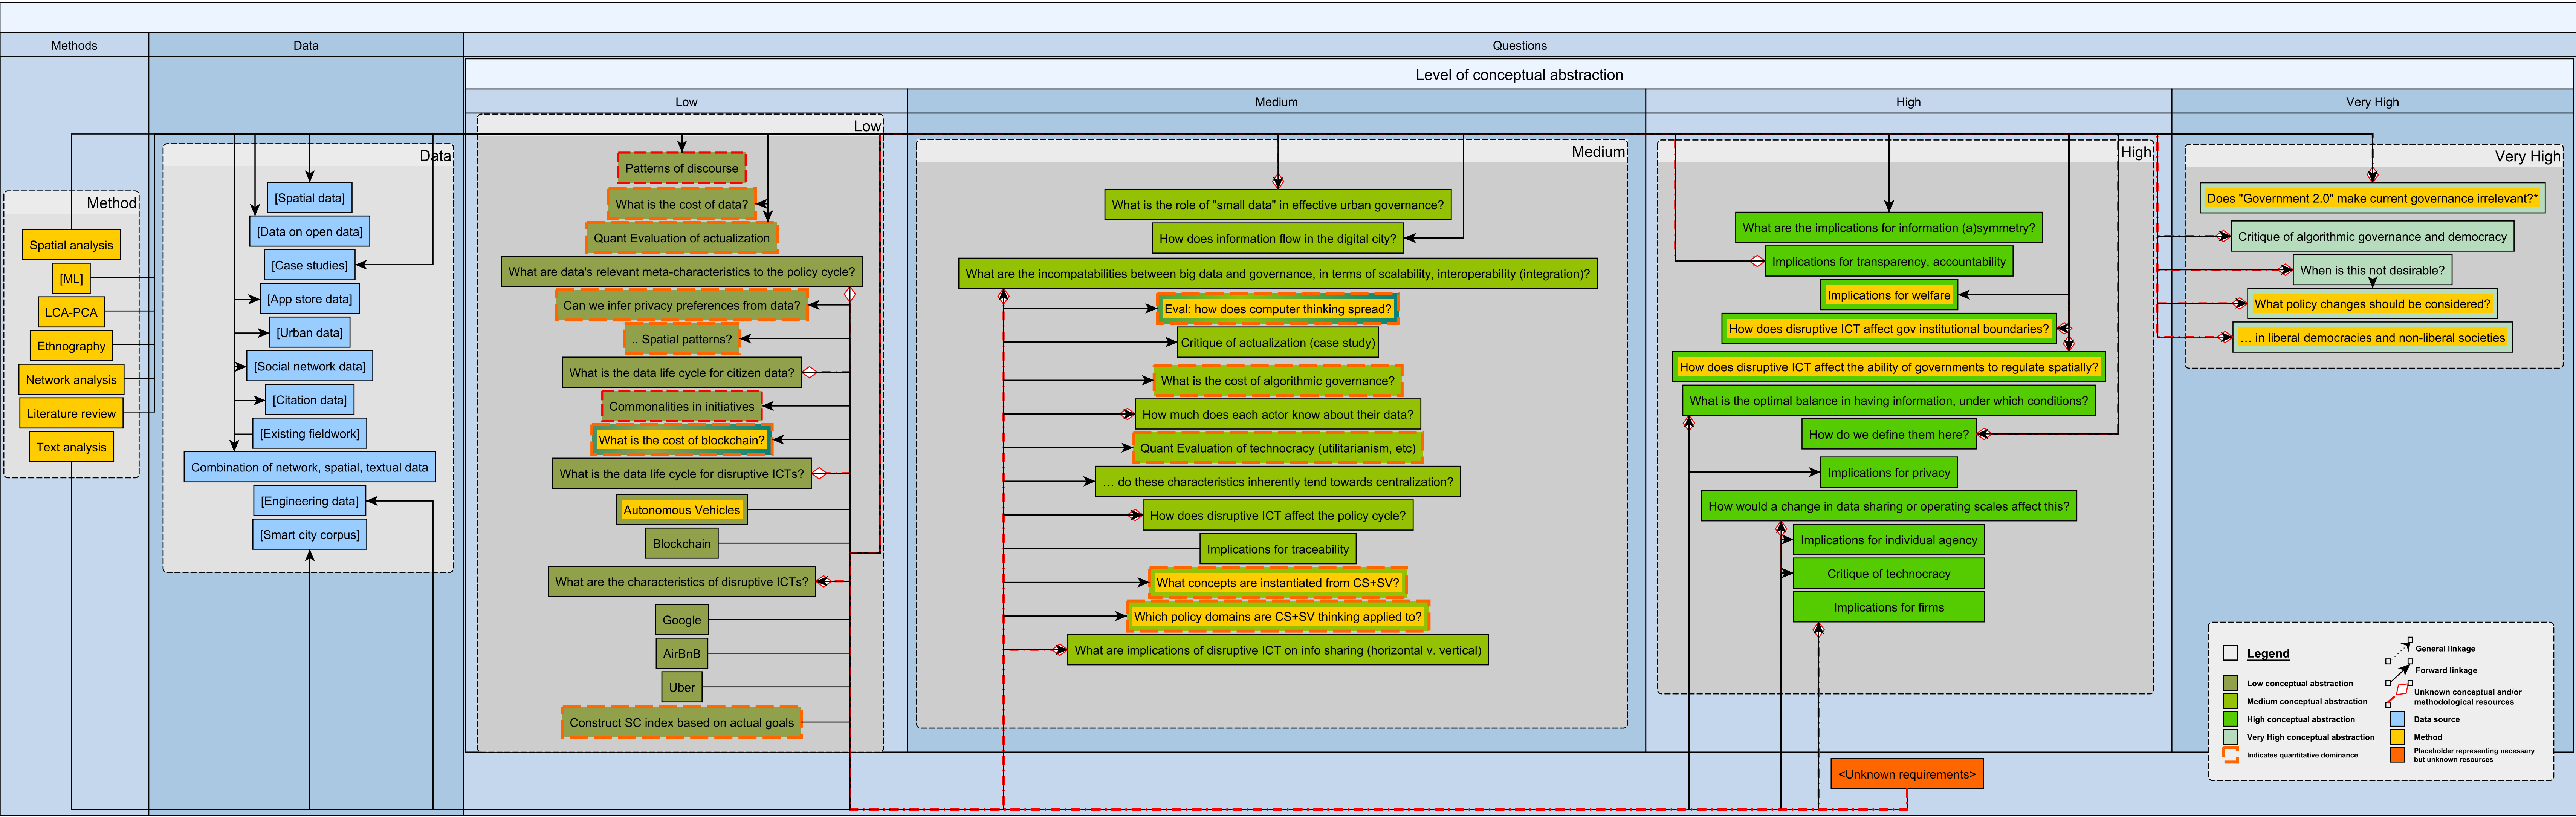 Methods
Data
Questions
Level of conceptual abstraction
Low
Medium
High
Very High
Method
Spatial analysis
[ML]
LCA-PCA
Ethnography
Network analysis
Literature review
Text analysis
Data
[Spatial data]
[Data on open data]
[Case studies]
[App store data]
[Urban data]
[Social network data]
[Citation data]
[Existing fieldwork]
Combination of network, spatial, textual data
[Engineering data]
[Smart city corpus]
Low
Patterns of discourse
What is the cost of data?
Quant Evaluation of actualization
What are data's relevant meta-characteristics to the policy cycle?
Can we infer privacy preferences from data?
.. Spatial patterns?
What is the data life cycle for citizen data?
Commonalities in initiatives
What is the cost of blockchain?
What is the data life cycle for disruptive ICTs?
Autonomous Vehicles
Blockchain
What are the characteristics of disruptive ICTs?
Google
AirBnB
Uber
Construct SC index based on actual goals
Medium
What is the role of "small data" in effective urban governance?
How does information flow in the digital city?
What are the incompatabilities between big data and governance, in terms of scalability, interoperability (integration)?
Eval: how does computer thinking spread?
Critique of actualization (case study)
What is the cost of algorithmic governance?
How much does each actor know about their data?
Quant Evaluation of technocracy (utilitarianism, etc)
... do these characteristics inherently tend towards centralization?
How does disruptive ICT affect the policy cycle?
Implications for traceability
What concepts are instantiated from CS+SV?
Which policy domains are CS+SV thinking applied to?
What are implications of disruptive ICT on info sharing (horizontal v. vertical)
High
What are the implications for information (a)symmetry?
Implications for transparency, accountability
Implications for welfare
How does disruptive ICT affect gov institutional boundaries?
How does disruptive ICT affect the ability of governments to regulate spatially?
What is the optimal balance in having information, under which conditions?
How do we define them here?
Implications for privacy
How would a change in data sharing or operating scales affect this?
Implications for individual agency
Critique of technocracy
Implications for firms
Very High
Does "Government 2.0" make current governance irrelevant?*
Critique of algorithmic governance and democracy
When is this not desirable?
What policy changes should be considered?
... in liberal democracies and non-liberal societies
<Unknown requirements>
Legend
Low conceptual abstraction
Medium conceptual abstraction
High conceptual abstraction
Very High conceptual abstraction
Indicates quantitative dominance
General linkage
Forward linkage
Unknown conceptual and/or
methodological resources
Data source
Method
Placeholder representing necessary
but unknown resources